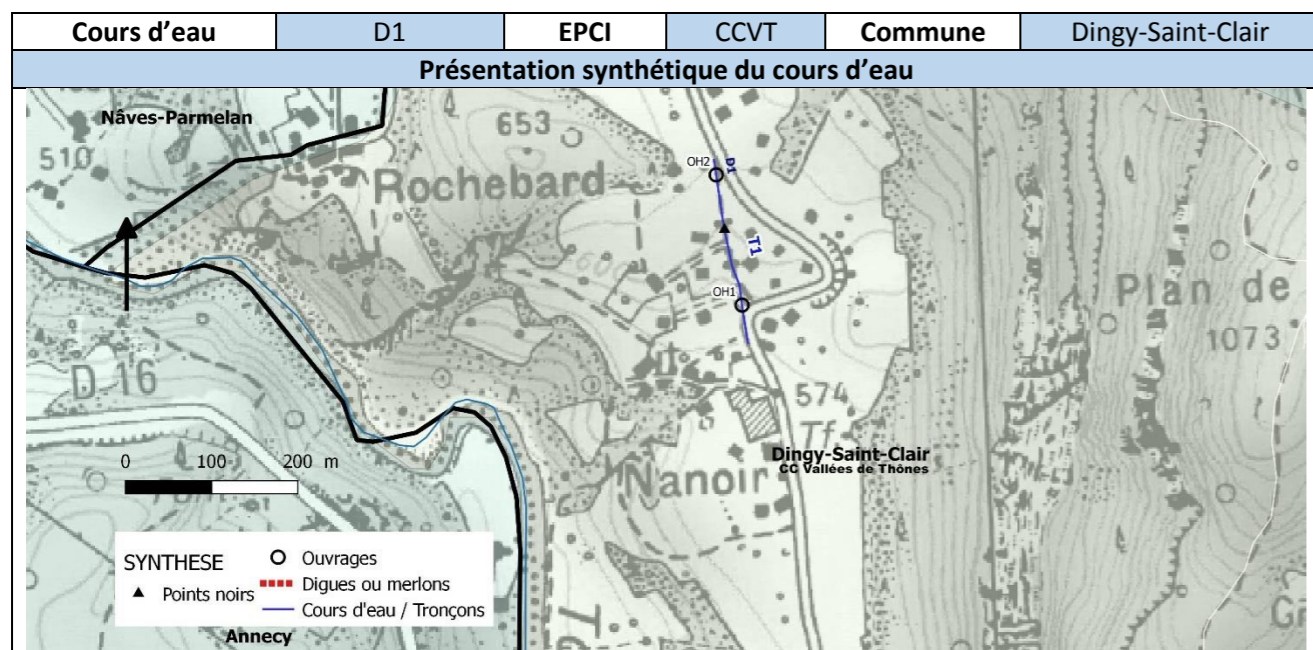 Cours d'eau D1 EPCI CCVT Commune Dingy-Saint-Clair
Présentation synthétique du cours d'eau
Nâves-Parmelan
510
653
Rochebard
OH2
D1
T1
600
OH1
Plan de
1073
D 16
574
Tf
Dingy-Saint-Clair
CC Vallées de Thônes
Nanoir
0 100 200 m
SYNTHESE
Points noirs
Ouvrages
Digues ou merlons
Cours d'eau / Tronçons
Annecy